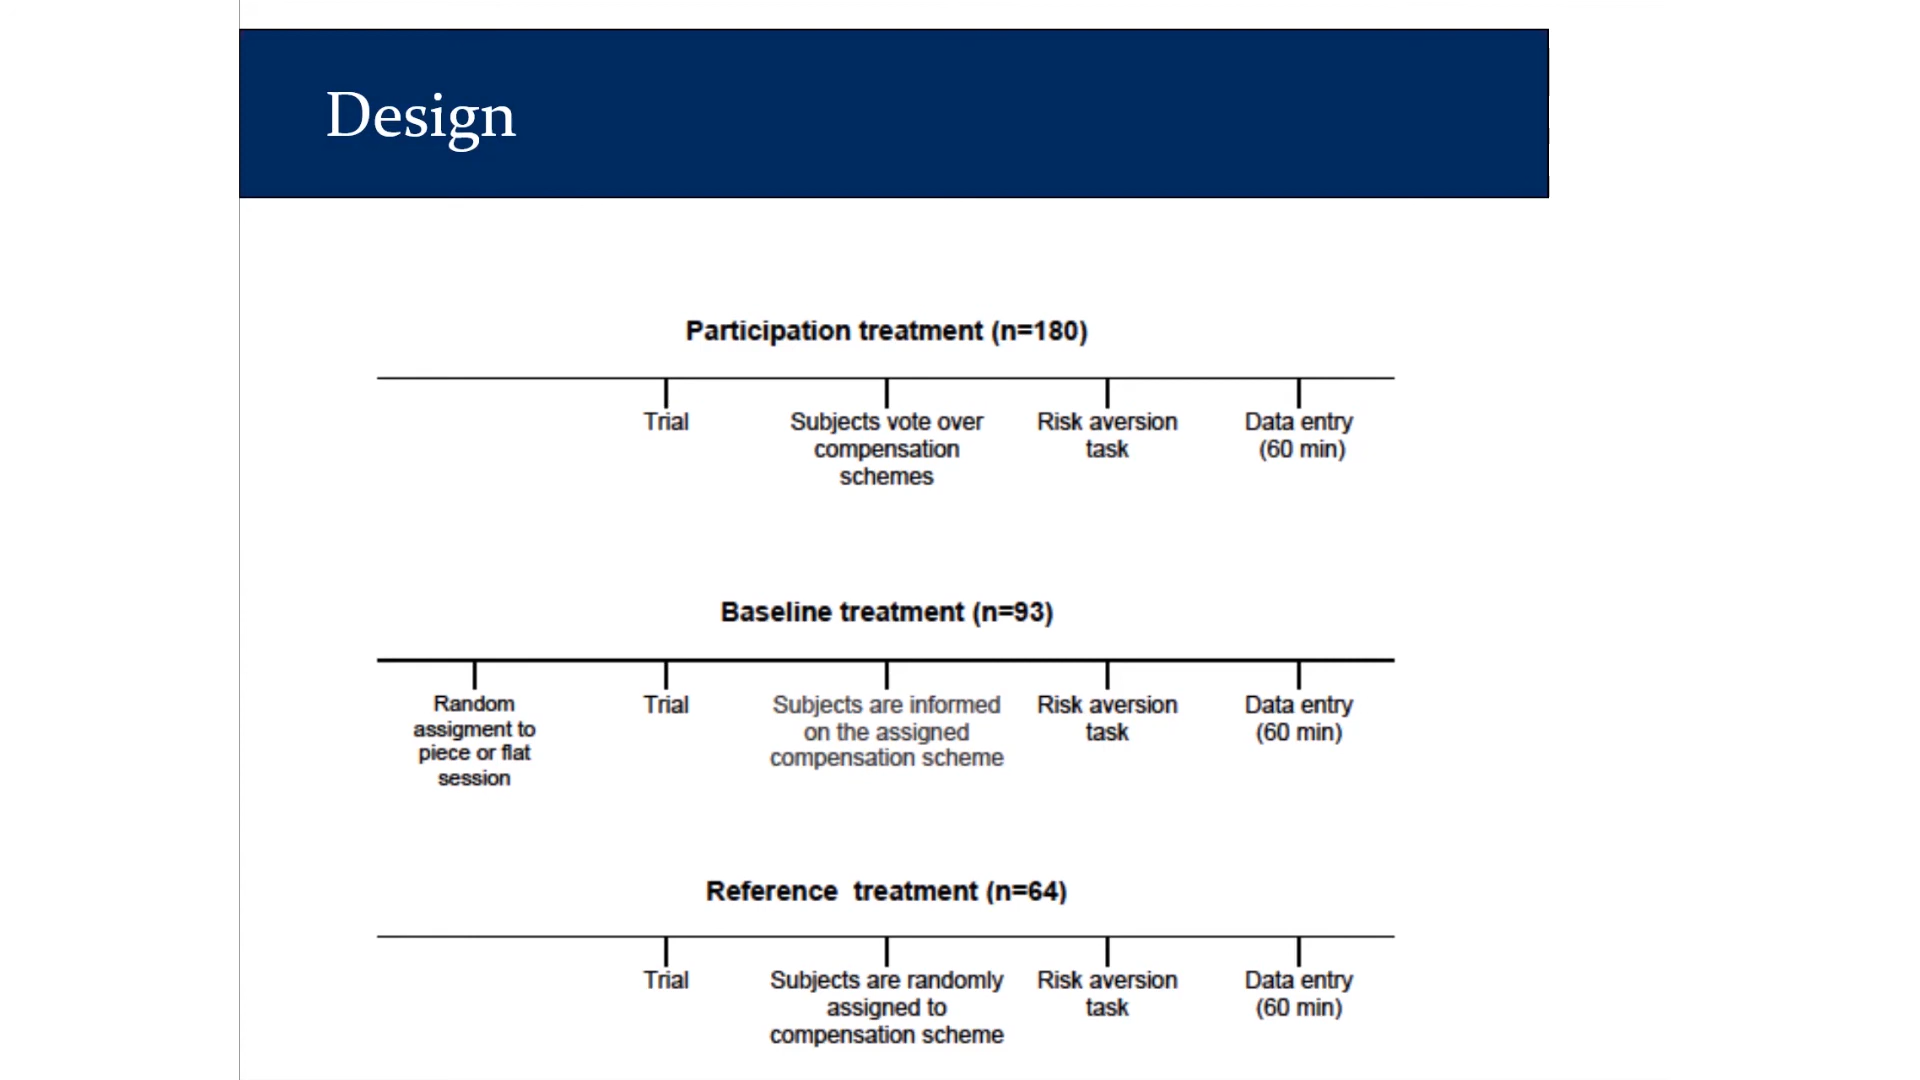 Design
Participation treatment (n=180)
Trial
Subjects vote over
compensation
schemes
Risk aversion
task
Data entry
(60 min)
Baseline treatment (n=93)
Random
assigment to
piece or flat
session
Trial
Subjects are informed
on the assigned
compensation scheme
Risk aversion
task
Data entry
(60 min)
Reference treatment (n=64)
Trial
Subjects are randomly
assigned to
compensation scheme
Risk aversion
task
Data entry
(60 min)